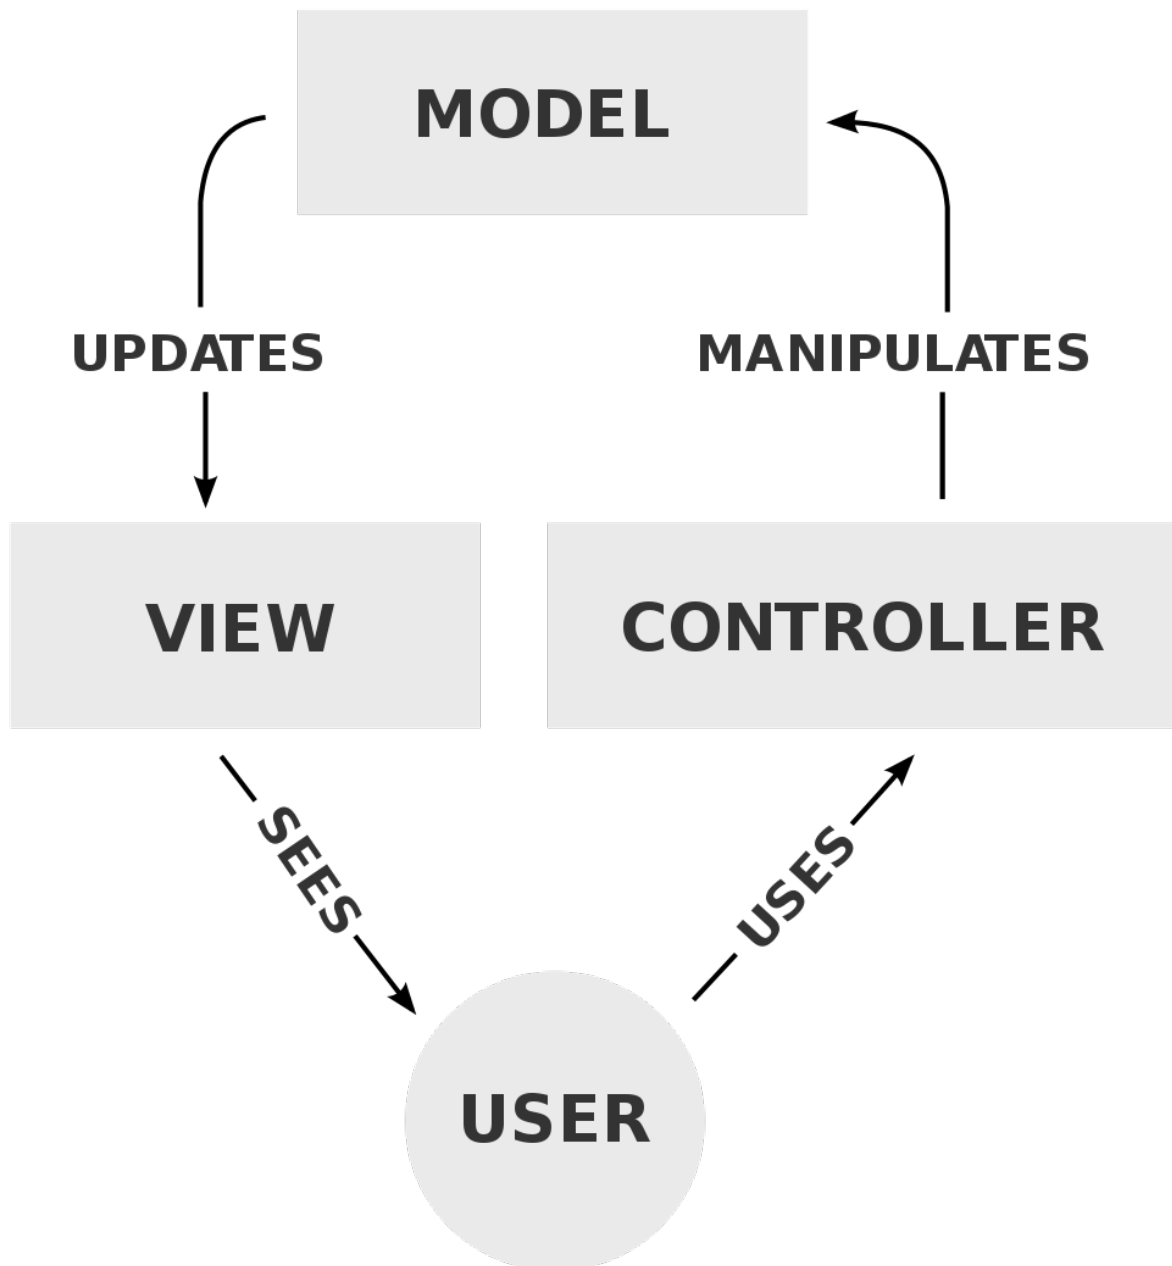 MODEL
UPDATES
MANIPULATES
VIEW
CONTROLLER
SEES
USES
USER